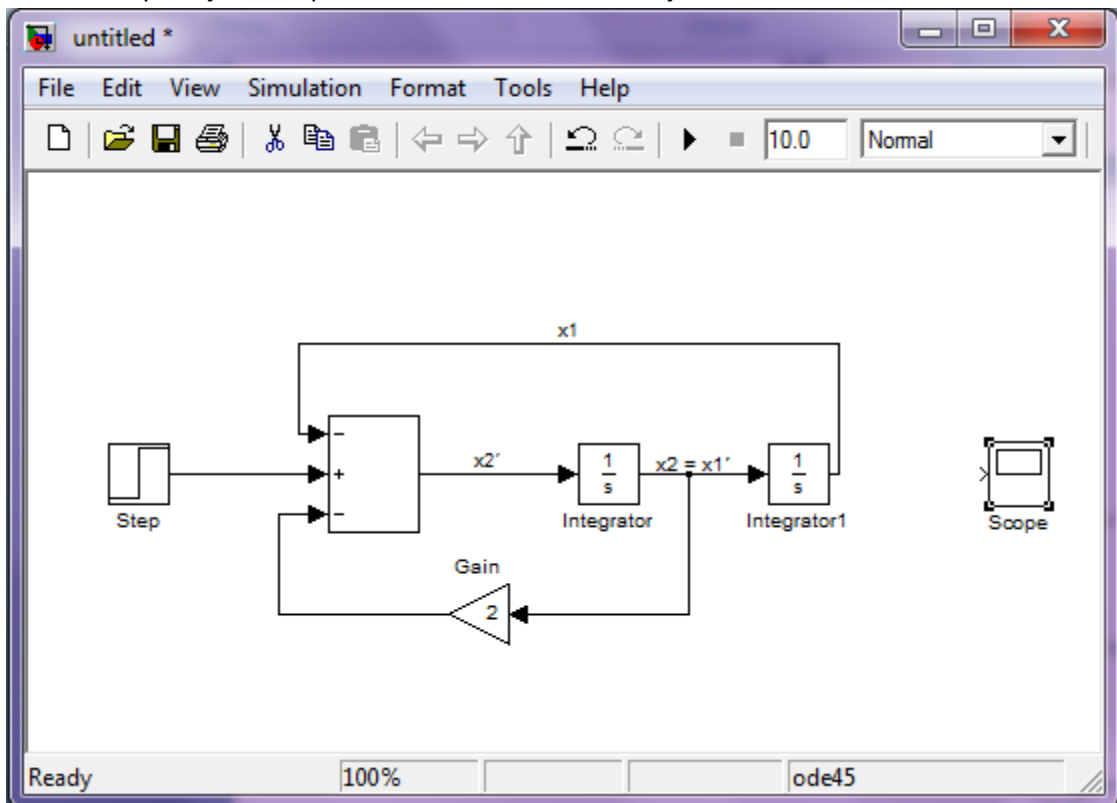 untitled *
File Edit View Simulation Format Tools Help
10.0 Normal
x1
−
+
−
x2´
1
s
x2 = x1´
1
s
Step
Integrator
Integrator1
Scope
Gain
2
Ready 100% ode45